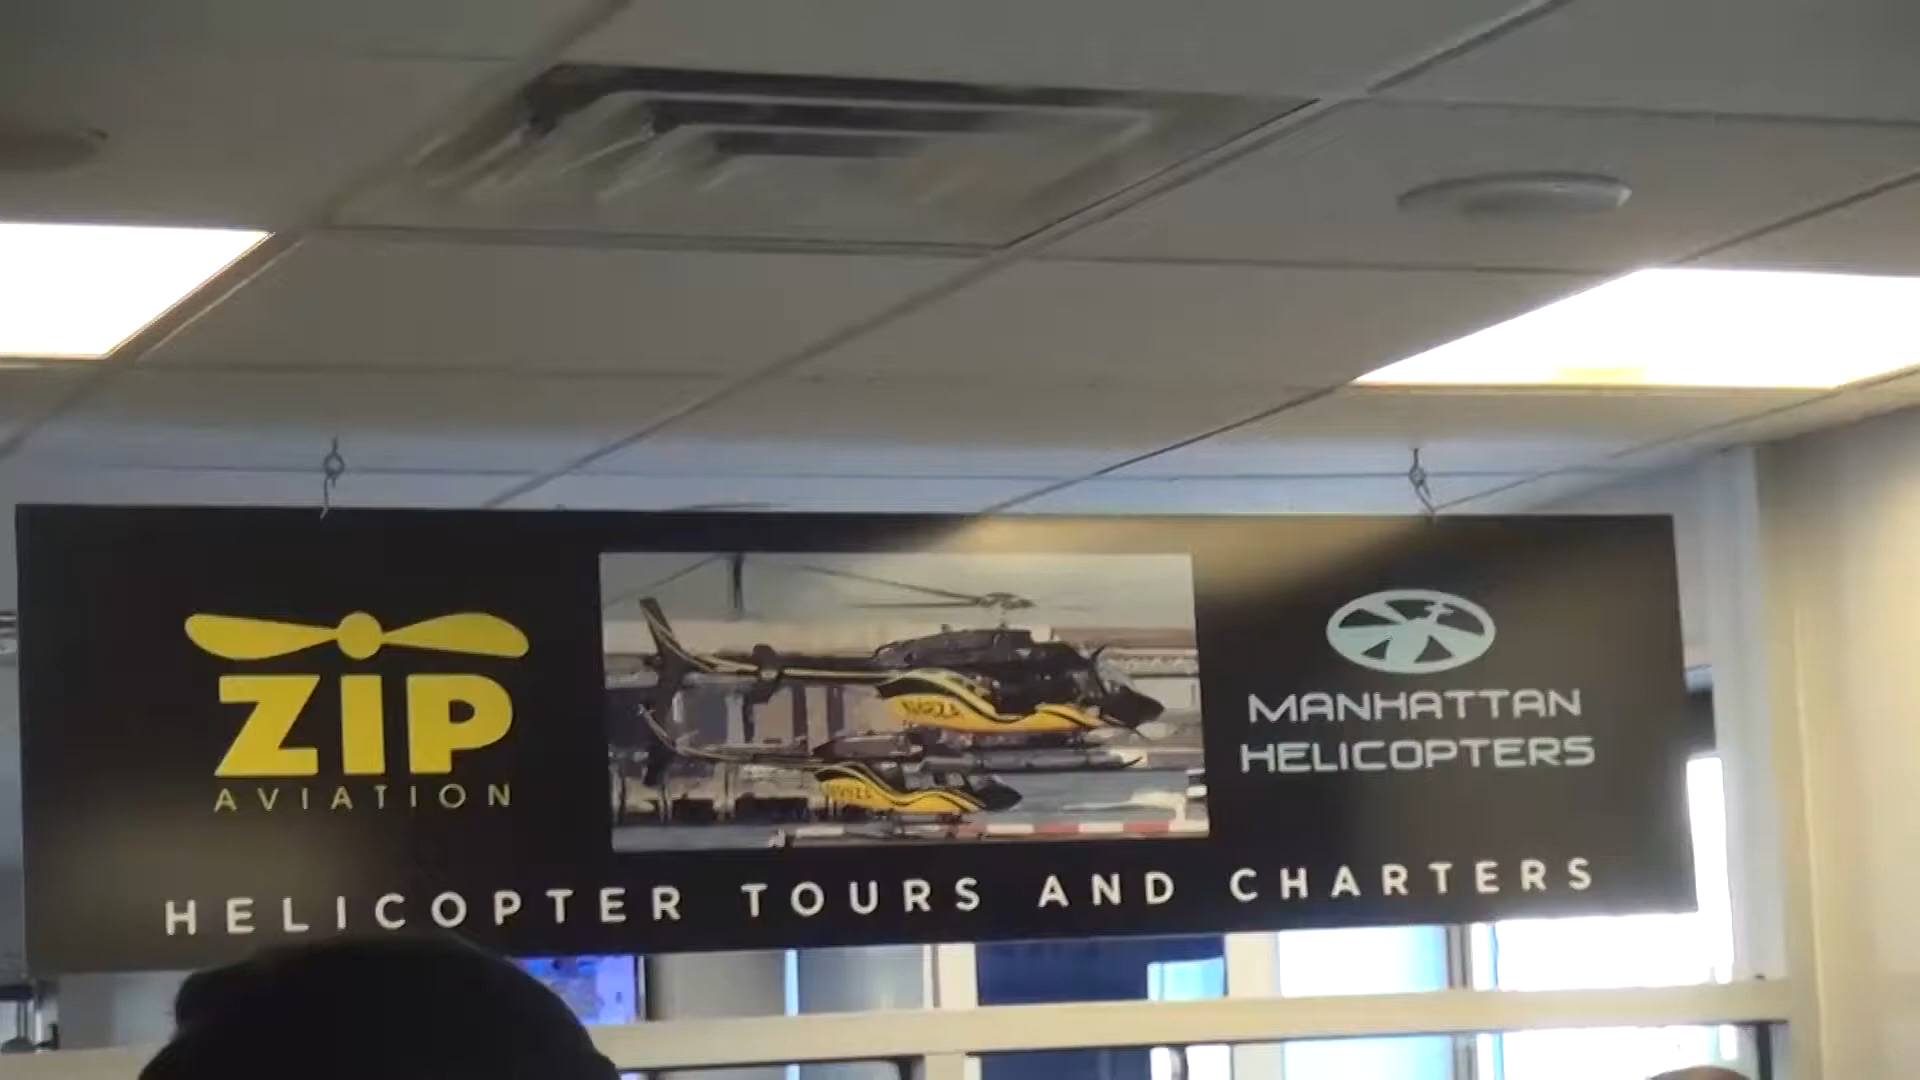 ZIP
AVIATION
MANHATTAN
HELICOPTERS
HELICOPTER TOURS AND CHARTERS